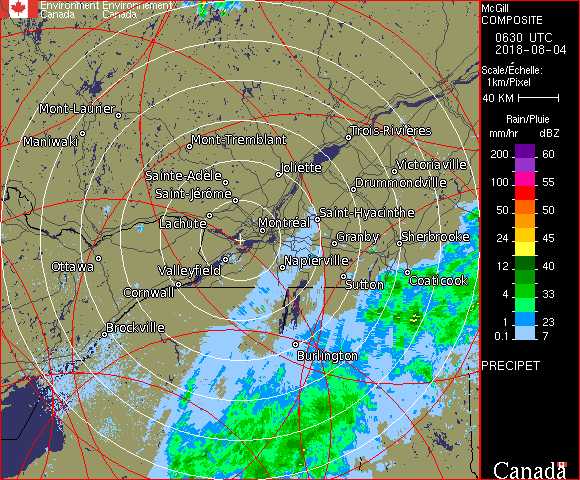 Environment Environnement
Canada Canada
McGill
COMPOSITE
0630 UTC
2018-08-04
Scale/Échelle:
1km/Pixel
40 KM
Rain/Pluie
mm/hr dBZ
200 60
100 55
50 50
24 45
12 40
4 33
1 23
0.1 7
PRECIPET
Canada
Mont-Laurier
Maniwaki
Mont-Tremblant
Trois-Rivières
Joliette
Victoriaville
Sainte-Adèle
Drummondville
Saint-Jérôme
Lachute
Saint-Hyacinthe
Montréal
Granby
Sherbrooke
Ottawa
Valleyfield
Napierville
Cornwall
Sutton
Coaticook
Brockville
Burlington